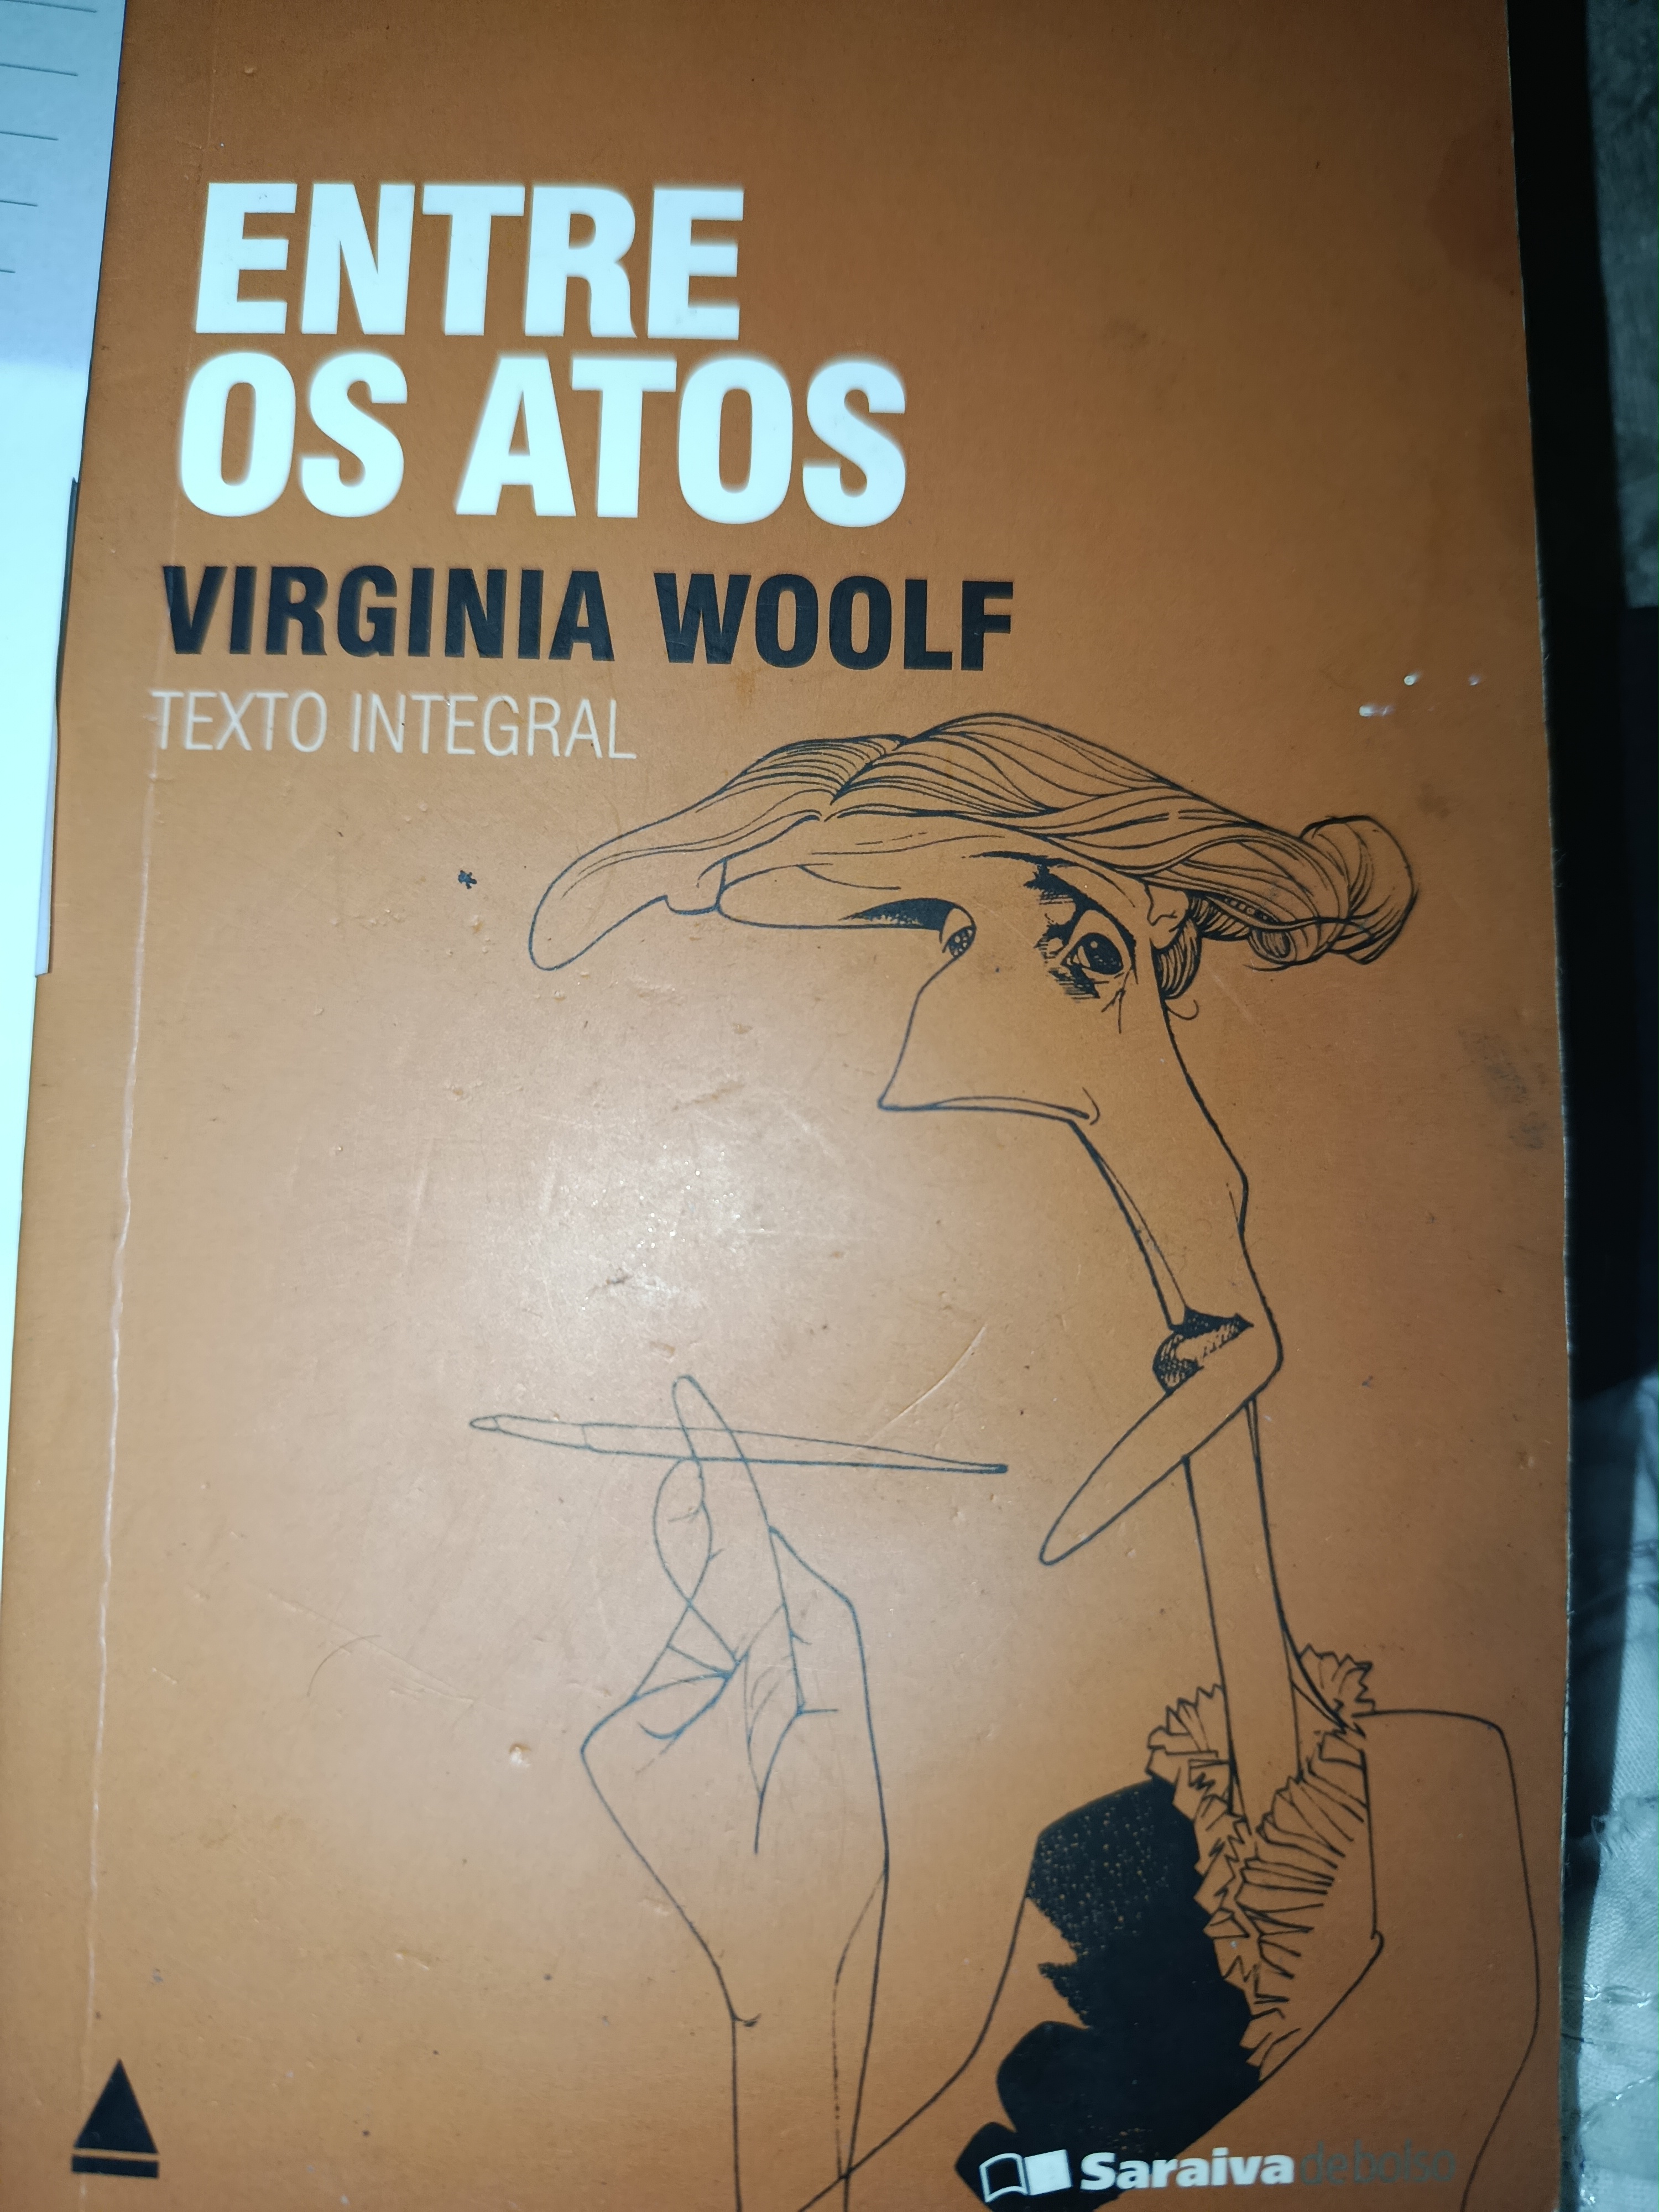 ENTRE
OS ATOS
VIRGINIA WOOLF
TEXTO INTEGRAL
Saraiva de bolso